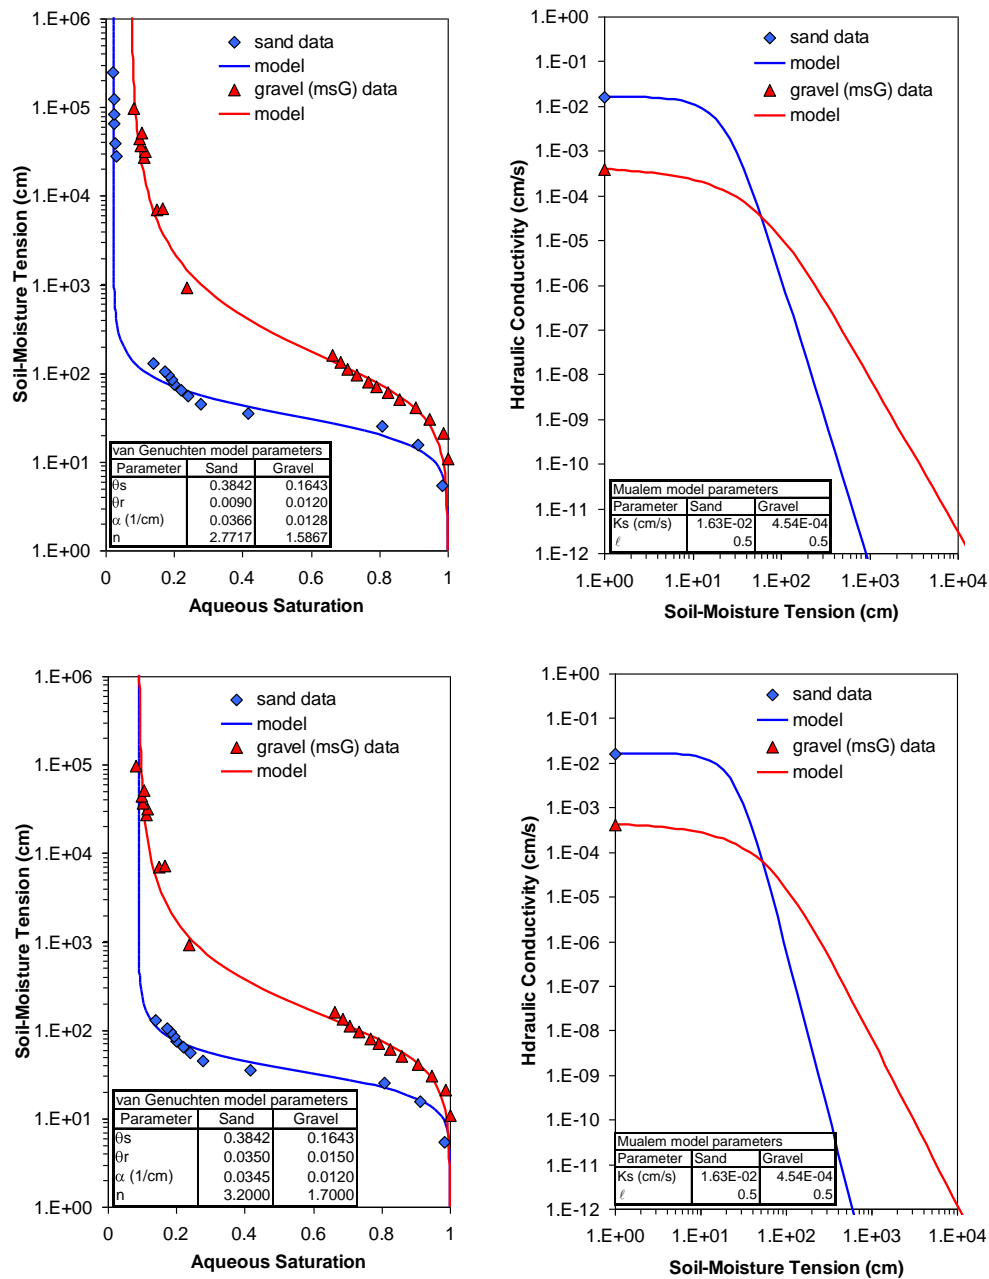 1.E+06
1.E+05
1.E+04
1.E+03
1.E+02
1.E+01
1.E+00
Soil-Moisture Tension (cm)
sand data
model
gravel (msG) data
model
van Genuchten model parameters
Parameter Sand Gravel
θs 0.3842 0.1643
θr 0.0090 0.0120
α (1/cm) 0.0366 0.0128
n 2.7717 1.5867
0 0.2 0.4 0.6 0.8 1
Aqueous Saturation
1.E+00
1.E-01
1.E-02
1.E-03
1.E-04
1.E-05
1.E-06
1.E-07
1.E-08
1.E-09
1.E-10
1.E-11
1.E-12
Hdraulic Conductivity (cm/s)
sand data
model
gravel (msG) data
model
Mualem model parameters
Parameter Sand Gravel
Ks (cm/s) 1.63E-02 4.54E-04
ℓ 0.5 0.5
1.E+00 1.E+01 1.E+02 1.E+03 1.E+04
Soil-Moisture Tension (cm)
1.E+06
1.E+05
1.E+04
1.E+03
1.E+02
1.E+01
1.E+00
Soil-Moisture Tension (cm)
sand data
model
gravel (msG) data
model
van Genuchten model parameters
Parameter Sand Gravel
θs 0.3842 0.1643
θr 0.0350 0.0150
α (1/cm) 0.0345 0.0120
n 3.2000 1.7000
0 0.2 0.4 0.6 0.8 1
Aqueous Saturation
1.E+00
1.E-01
1.E-02
1.E-03
1.E-04
1.E-05
1.E-06
1.E-07
1.E-08
1.E-09
1.E-10
1.E-11
1.E-12
Hdraulic Conductivity (cm/s)
sand data
model
gravel (msG) data
model
Mualem model parameters
Parameter Sand Gravel
Ks (cm/s) 1.63E-02 4.54E-04
ℓ 0.5 0.5
1.E+00 1.E+01 1.E+02 1.E+03 1.E+04
Soil-Moisture Tension (cm)